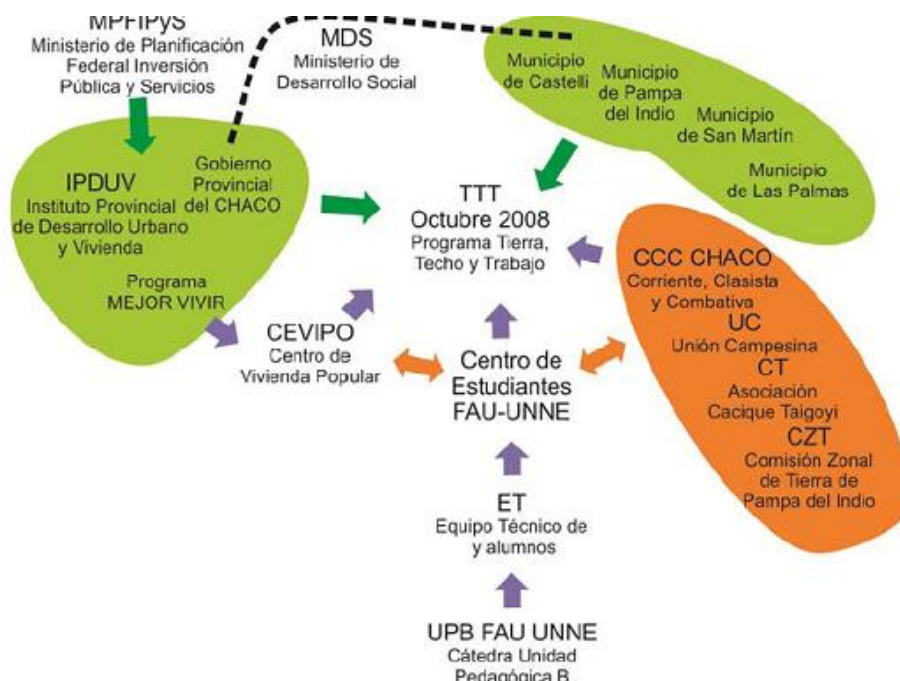 MPFIPyS
Ministerio de Planificación
Federal Inversión
Pública y Servicios
MDS
Ministerio de
Desarrollo Social
Municipio
de Castelli
Municipio
de Pampa
del Indio
Municipio
de San Martín
Municipio
de Las Palmas
IPDUV
Instituto Provincial
de Desarrollo Urbano
y Vivienda
Gobierno
Provincial
del CHACO
Programa
MEJOR VIVIR
TTT
Octubre 2008
Programa Tierra,
Techo y Trabajo
CCC CHACO
Corriente, Clasista
y Combativa
UC
Unión Campesina
CT
Asociación
Cacique Taigoyi
CZT
Comisión Zonal
de Tierra de
Pampa del Indio
CEVIPO
Centro de
Vivienda Popular
Centro de
Estudiantes
FAU-UNNE
ET
Equipo Técnico de
y alumnos
UPB FAU UNNE
Cátedra Unidad
Pedagógica B